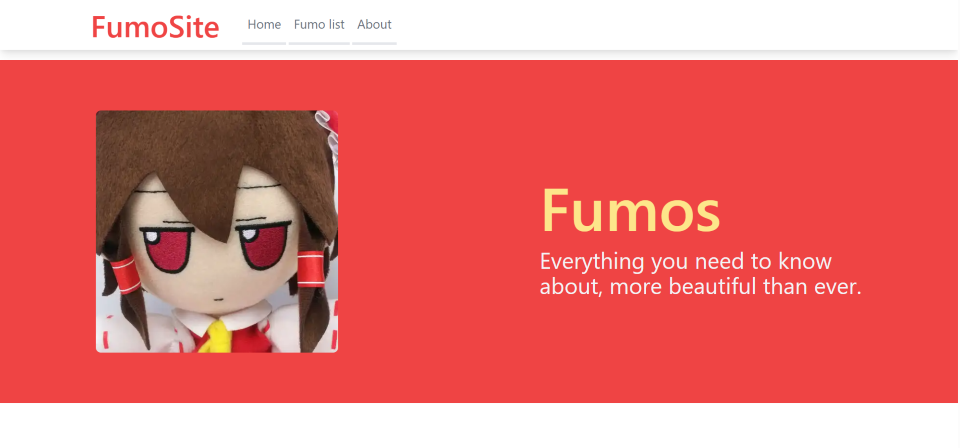 FumoSite
Home
Fumo list
About
Fumos
Everything you need to know
about, more beautiful than ever.